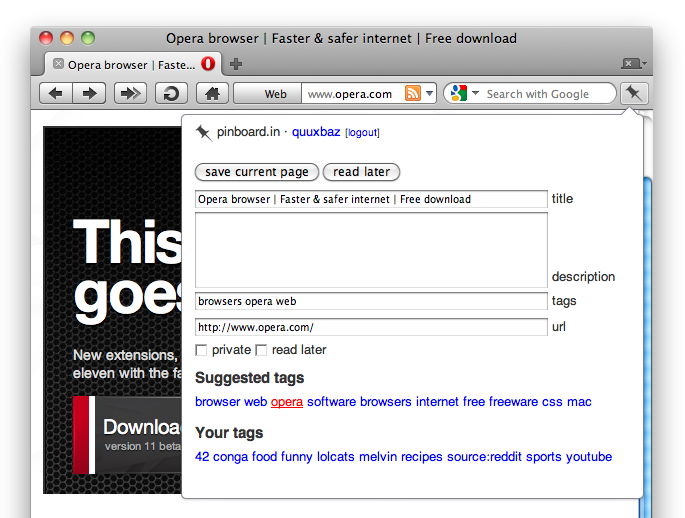 Opera browser | Faster & safer internet | Free download
Opera browser | Faste...
Web www.opera.com Search with Google
pinboard.in · quuxbaz [logout]
save current page read later
Opera browser | Faster & safer internet | Free download title
description
browsers opera web tags
http://www.opera.com/ url
private read later
Suggested tags
browser web opera software browsers internet free freeware css mac
Your tags
42 conga food funny lolcats melvin recipes source:reddit sports youtube
This
goes
New extensions,
eleven with the fa
Download
version 11 beta